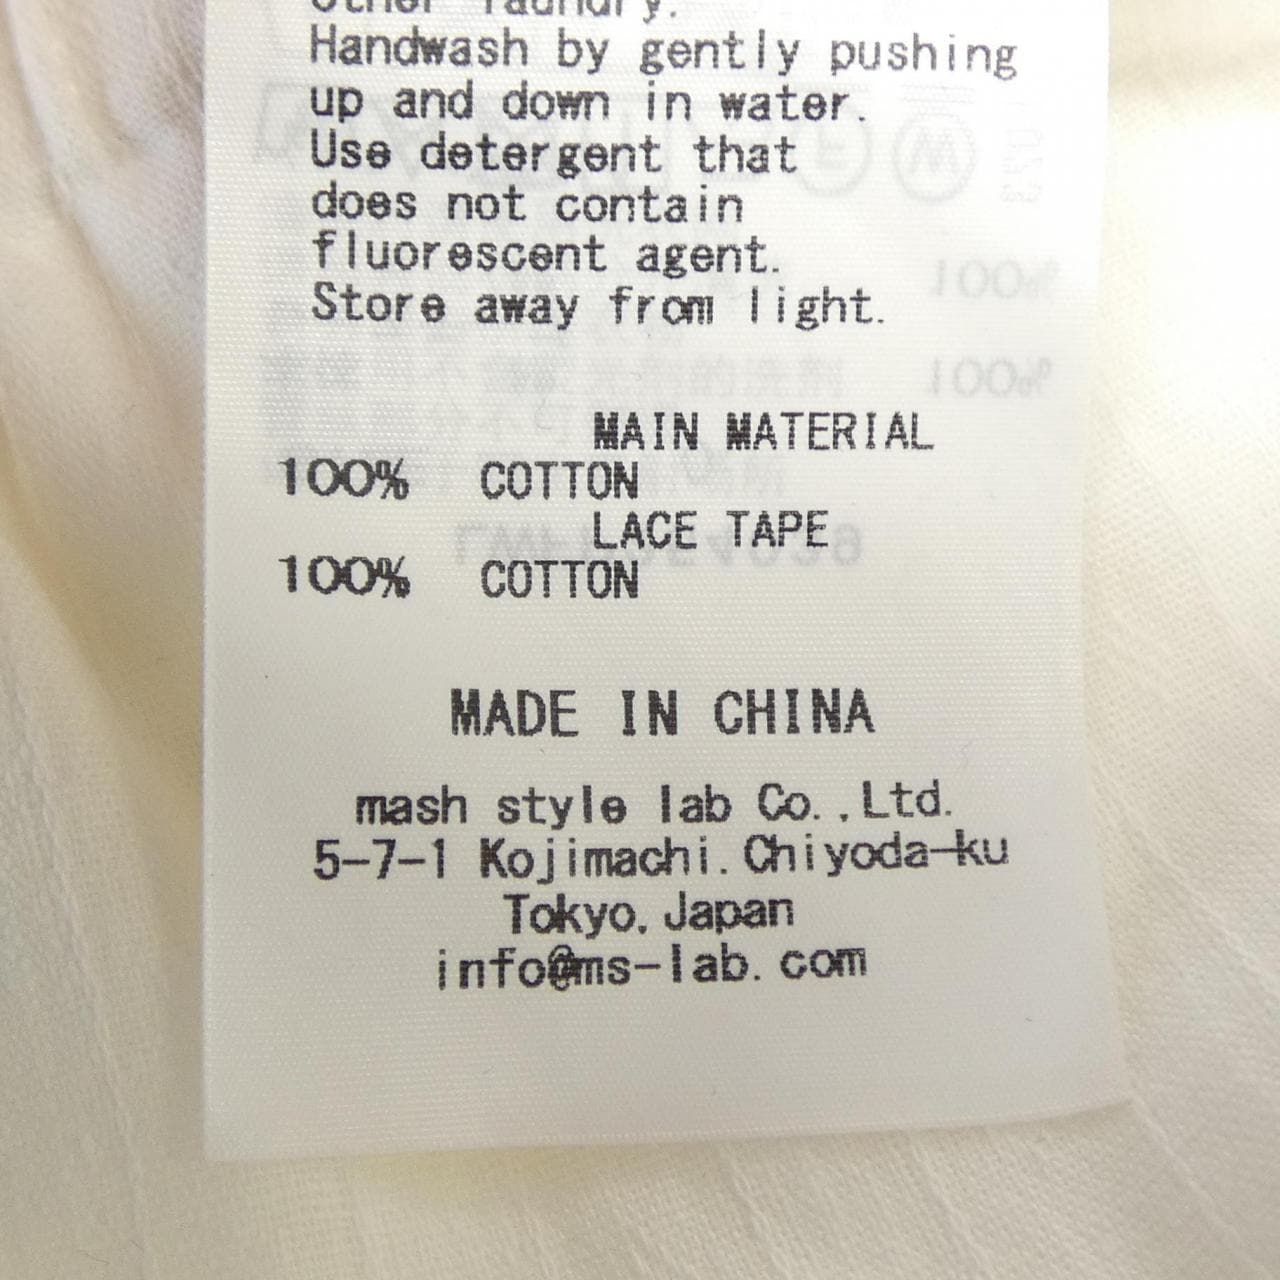 other laundry.
Handwash by gently pushing
up and down in water.
Use detergent that
does not contain
fluorescent agent.
Store away from light.
MAIN MATERIAL
100% COTTON
LACE TAPE
100% COTTON
MADE IN CHINA
mash style lab Co.,Ltd.
5-7-1 Kojimachi.Chiyoda-ku
Tokyo,Japan
info@ms-lab.com